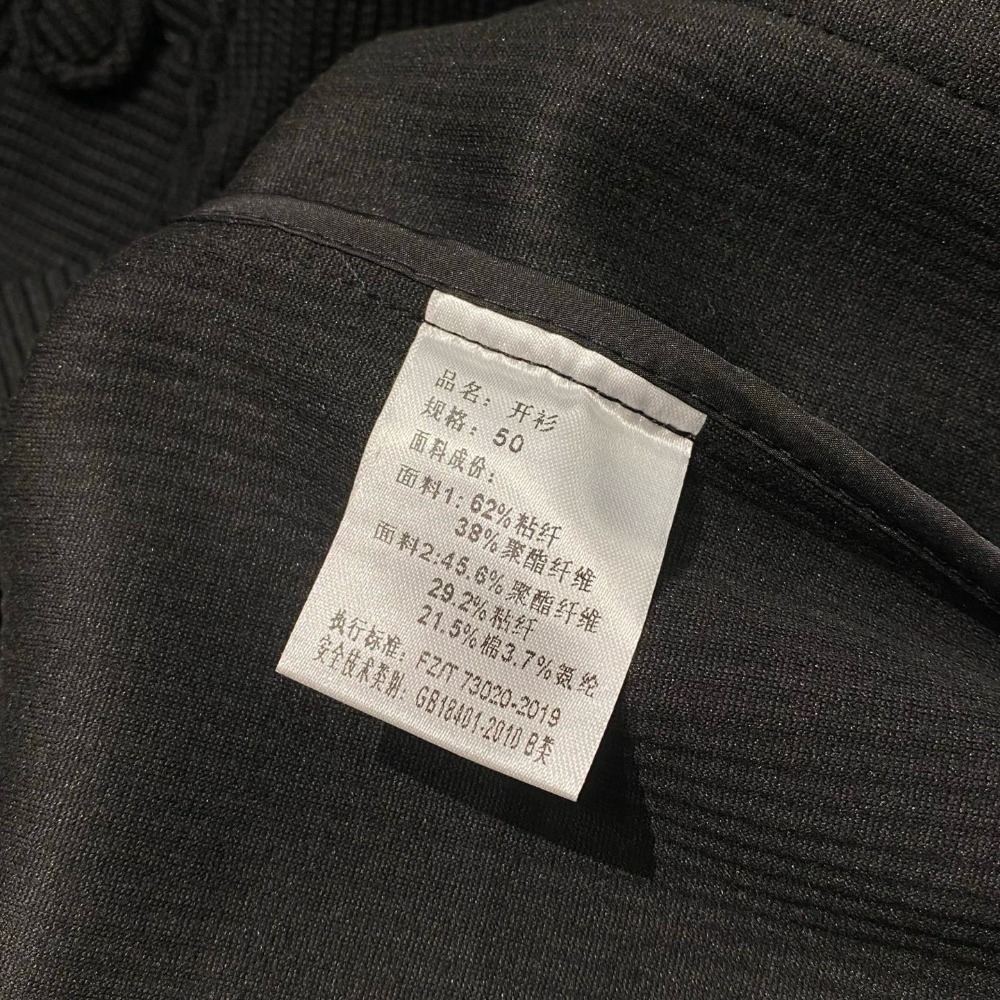 品名：开衫
规格：50
面料成份：
面料1：62%粘纤
38%聚酯纤维
面料2:45.6%聚酯纤维
29.2%粘纤
21.5%棉3.7%氨纶
执行标准：FZ/T 73020-2019
安全技术类别：GB18401-2010 B类